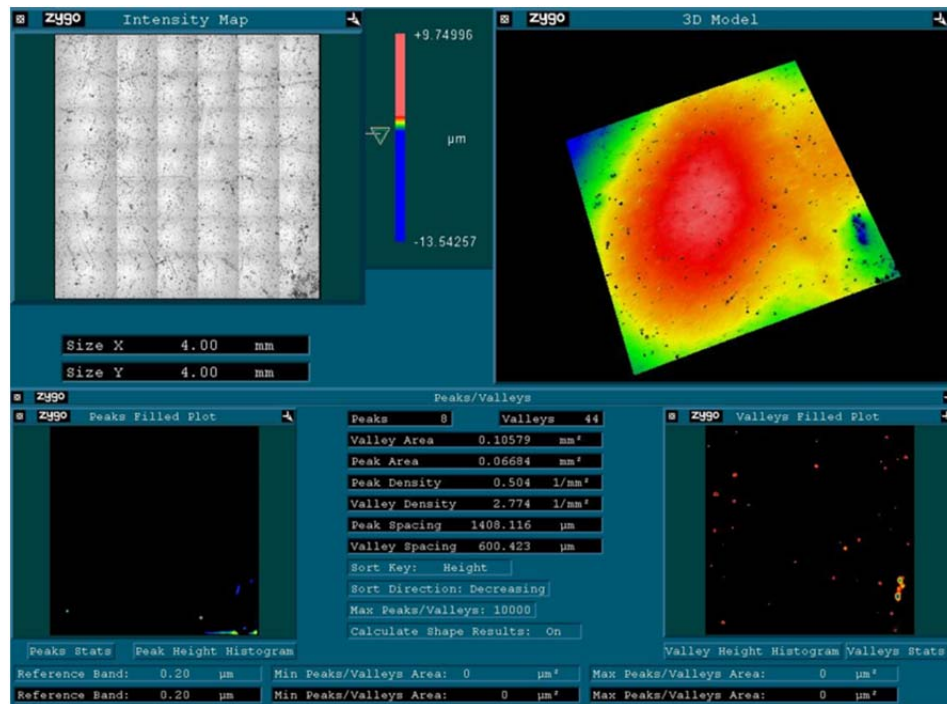 zygo Intensity Map
+9.74996
μm
-13.54257
zygo 3D Model
Size X 4.00 mm
Size Y 4.00 mm
zygo Peaks/Valleys
zygo Peaks Filled Plot
Peaks 8 Valleys 44
Valley Area 0.10579 mm²
Peak Area 0.06684 mm²
Peak Density 0.504 1/mm²
Valley Density 2.774 1/mm²
Peak Spacing 1408.116 μm
Valley Spacing 600.423 μm
Sort Key: Height
Sort Direction: Decreasing
Max Peaks/Valleys: 10000
Calculate Shape Results: On
zygo Valleys Filled Plot
Peaks Stats Peak Height Histogram
Valley Height Histogram Valleys Stats
Reference Band: 0.20 μm Min Peaks/Valleys Area: 0 μm² Max Peaks/Valleys Area: 0 μm²
Reference Band: 0.20 μm Min Peaks/Valleys Area: 0 μm² Max Peaks/Valleys Area: 0 μm²